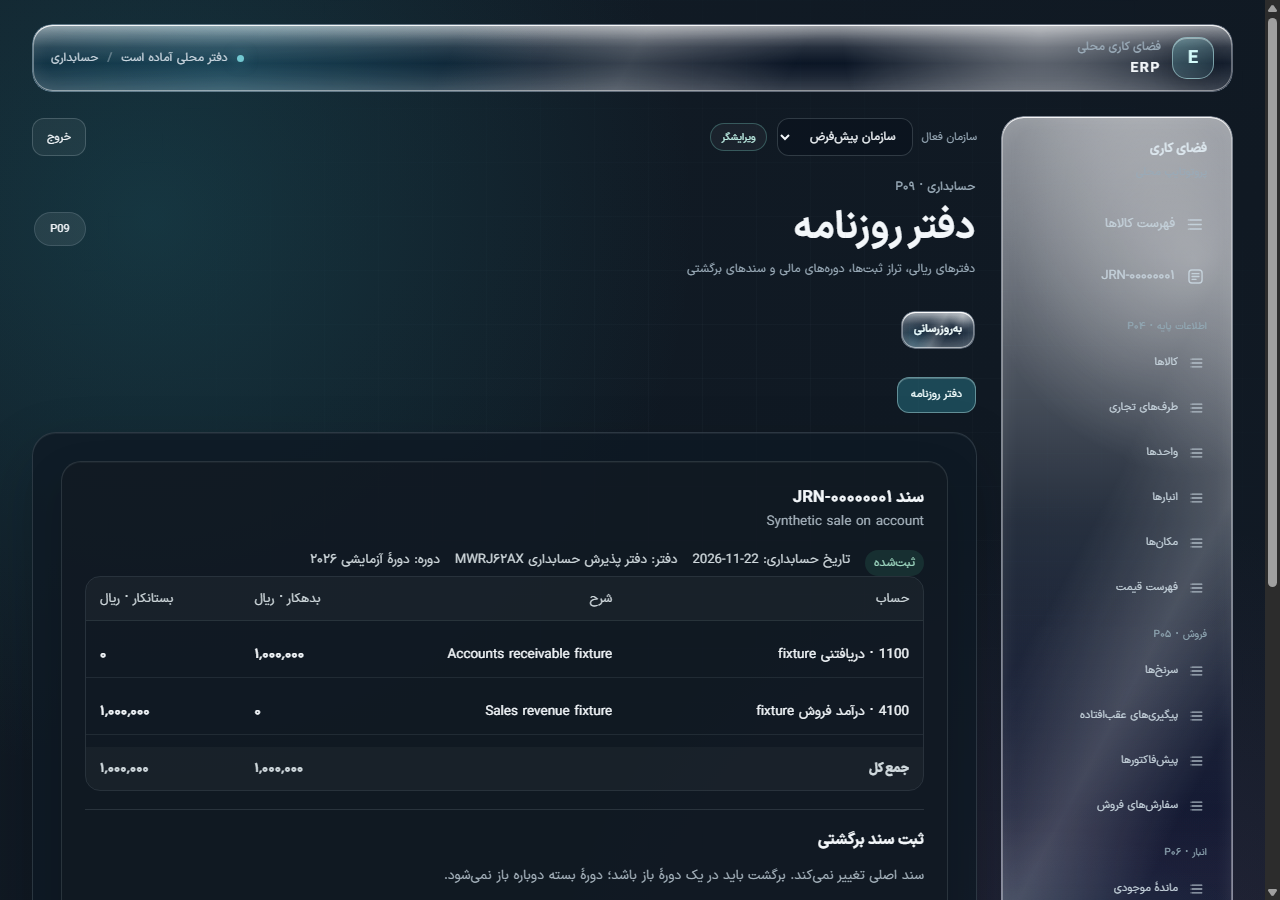 E
فضای کاری محلی
ERP
دفتر محلی آماده است / حسابداری
سازمان فعال
سازمان پیش‌فرض
ویرایشگر
خروج
حسابداری · P۰۹
دفتر روزنامه
P09
دفترهای ریالی، تراز ثبت‌ها، دوره‌های مالی و سندهای برگشتی
به‌روزرسانی
دفتر روزنامه
فضای کاری
فهرست کالاها
JRN-۰۰۰۰۰۰۰۱
اطلاعات پایه · P۰۴
کالاها
طرف‌های تجاری
واحدها
انبارها
مکان‌ها
فهرست قیمت
فروش · P۰۵
سرنخ‌ها
پیگیری‌های عقب‌افتاده
پیش‌فاکتورها
سفارش‌های فروش
انبار · P۰۶
ماندهٔ موجودی
سند JRN-۰۰۰۰۰۰۰۱
Synthetic sale on account
ثبت‌شده تاریخ حسابداری: 2026-11-22 دفتر: دفتر پذیرش حسابداری MWRJ۶۲AX دوره: دورهٔ آزمایشی ۲۰۲۶
حساب شرح بدهکار · ریال بستانکار · ریال
1100 · دریافتنی fixture Accounts receivable fixture ۱,۰۰۰,۰۰۰ ۰
4100 · درآمد فروش fixture Sales revenue fixture ۰ ۱,۰۰۰,۰۰۰
جمع کل ۱,۰۰۰,۰۰۰ ۱,۰۰۰,۰۰۰
ثبت سند برگشتی
سند اصلی تغییر نمی‌کند. برگشت باید در یک دورهٔ باز باشد؛ دورهٔ بسته دوباره باز نمی‌شود.